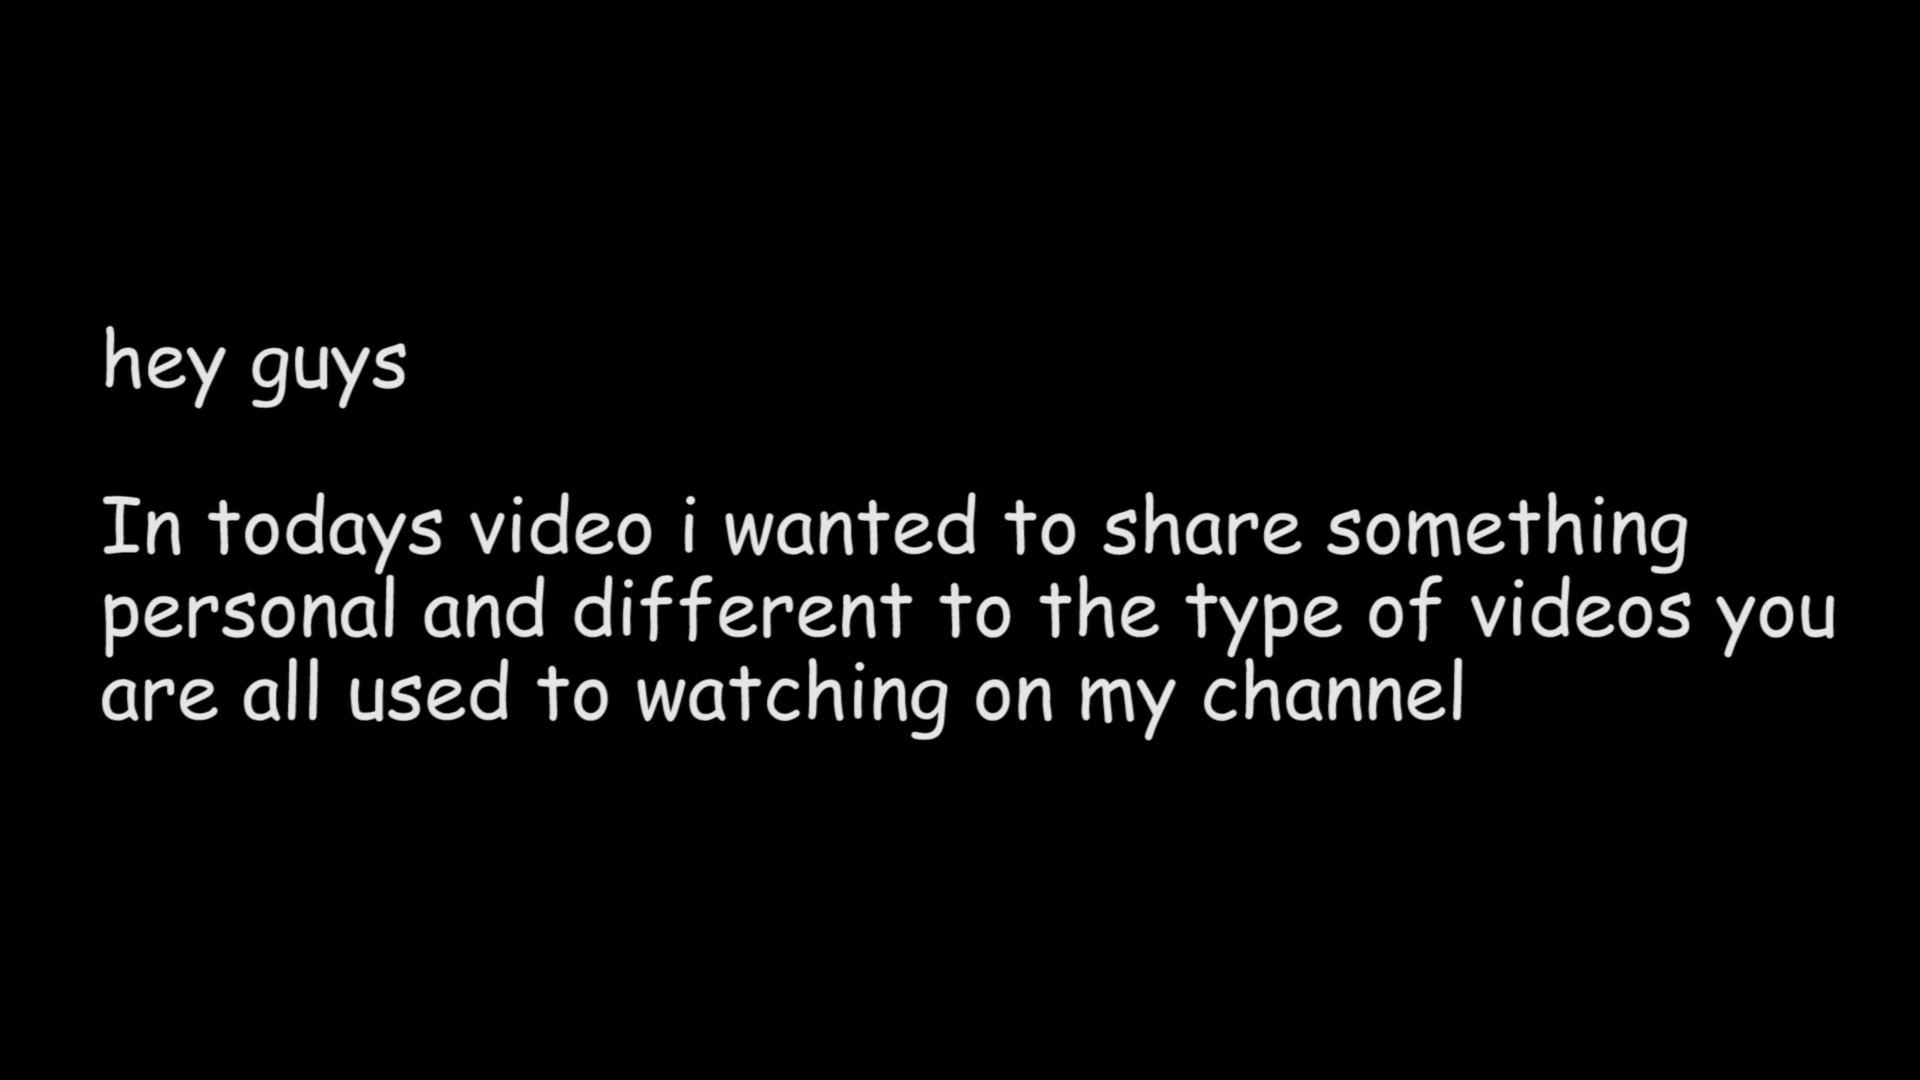 hey guys
In todays video i wanted to share something
personal and different to the type of videos you
are all used to watching on my channel